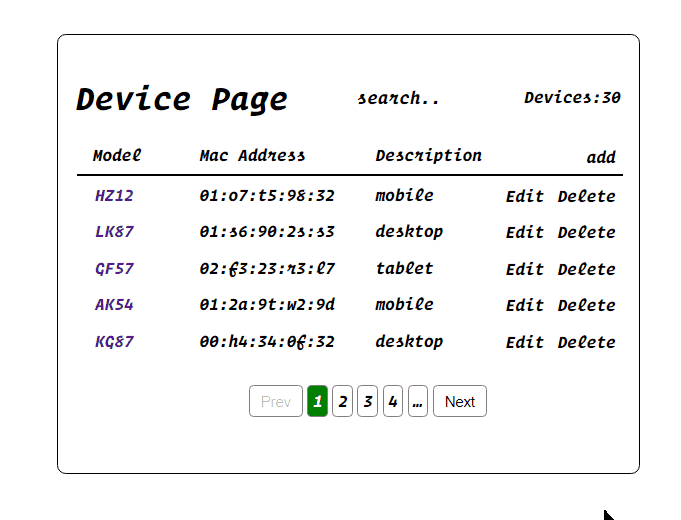 Device Page search.. Devices:30
Model Mac Address Description add
HZ12 01:o7:t5:98:32 mobile Edit Delete
LK87 01:s6:90:2s:s3 desktop Edit Delete
GF57 02:f3:23:r3:l7 tablet Edit Delete
AK54 01:2a:9t:w2:9d mobile Edit Delete
KG87 00:h4:34:0f:32 desktop Edit Delete
Prev 1 2 3 4 … Next